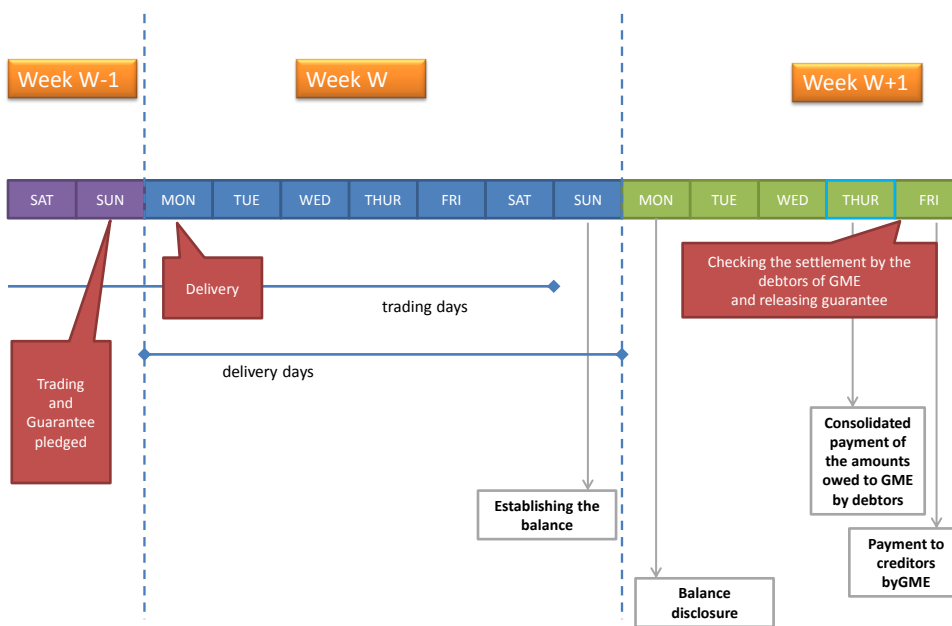 Week W-1
Week W
Week W+1
SAT
SUN
MON
TUE
WED
THUR
FRI
SAT
SUN
MON
TUE
WED
THUR
FRI
Delivery
Checking the settlement by the
debtors of GME
and releasing guarantee
trading days
delivery days
Trading
and
Guarantee
pledged
Consolidated
payment of
the amounts
owed to GME
by debtors
Establishing the
balance
Payment to
creditors
byGME
Balance
disclosure